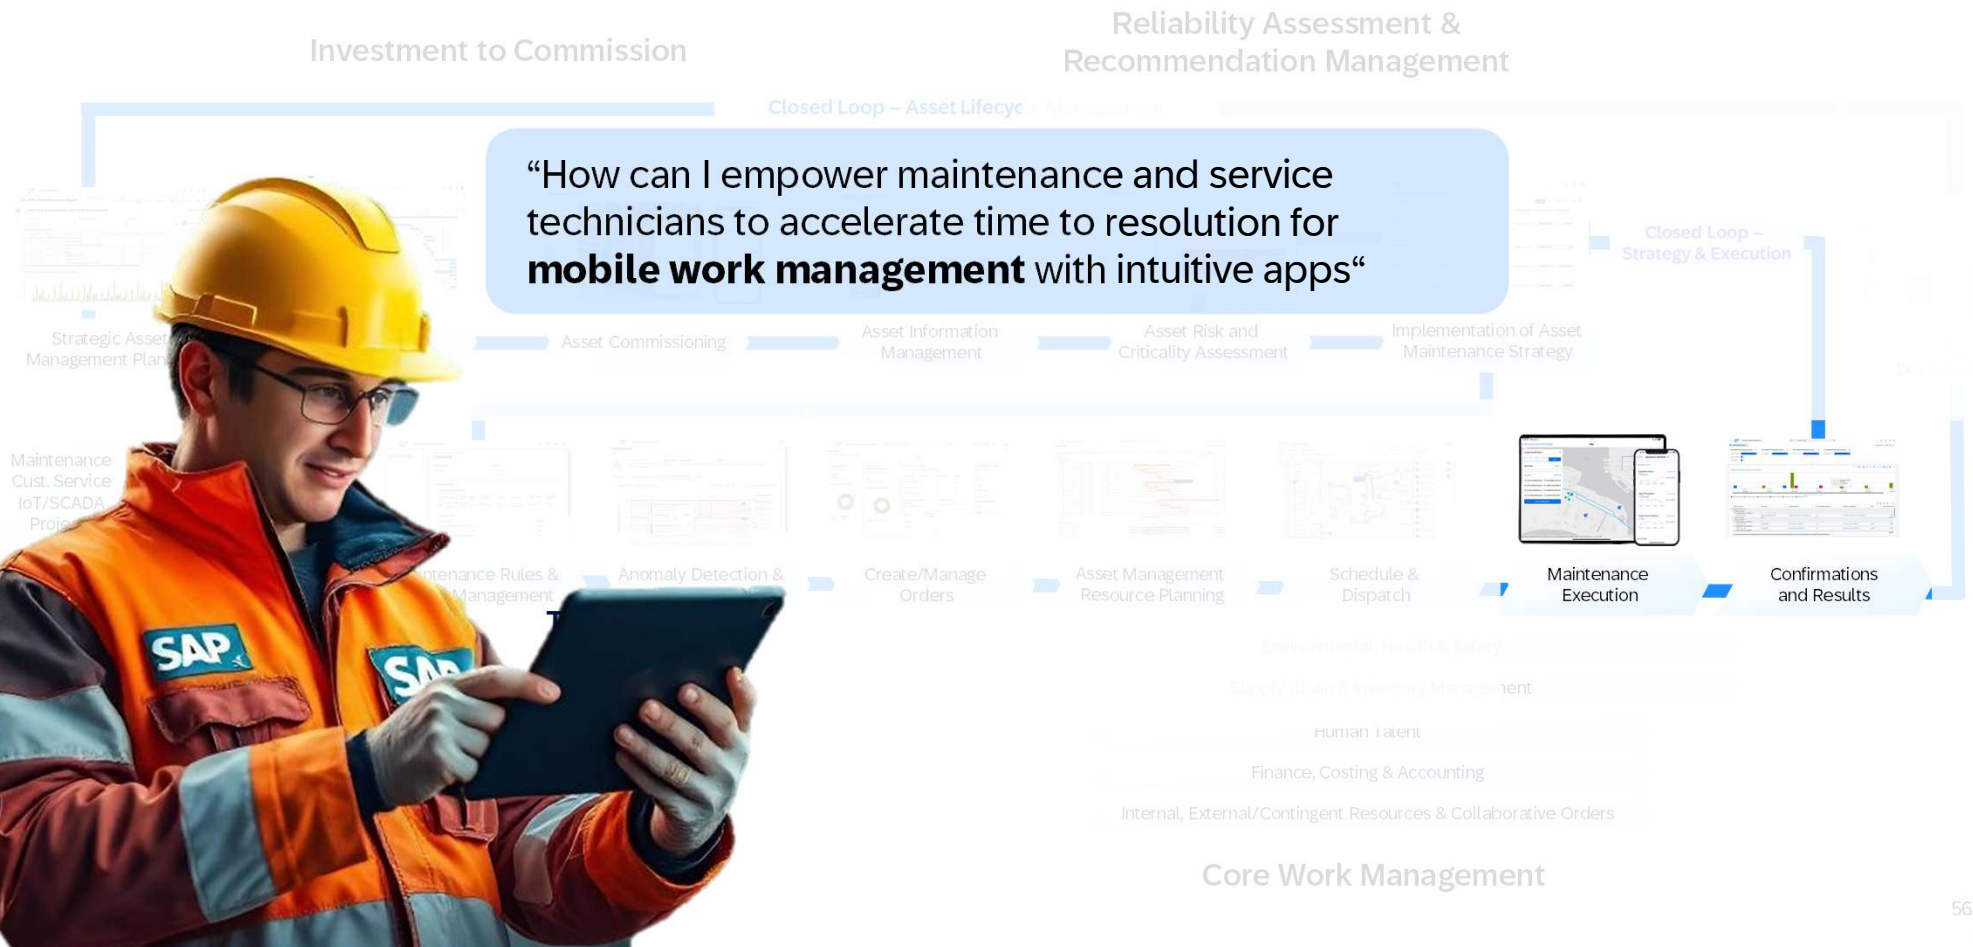 Investment to Commission
Reliability Assessment &
Recommendation Management
Closed Loop – Asset Lifecyc
“How can I empower maintenance and service
technicians to accelerate time to resolution for
mobile work management with intuitive apps“
Closed Loop –
Strategy & Execution
Strategic Asset
Management Plan
Asset Commissioning
Asset Information
Management
Asset Risk and
Criticality Assessment
Implementation of Asset
Maintenance Strategy
Maintenance
Cust. Service
IoT/SCADA
Proje
ntenance Rules &
Management
Anomaly Detection &
Create/Manage
Orders
Asset Management
Resource Planning
Schedule &
Dispatch
Maintenance
Execution
Confirmations
and Results
SAP
SAP
Environmental, Health & Safety
Supply Chain & Inventory Management
Human Talent
Finance, Costing & Accounting
Internal, External/Contingent Resources & Collaborative Orders
Core Work Management
56